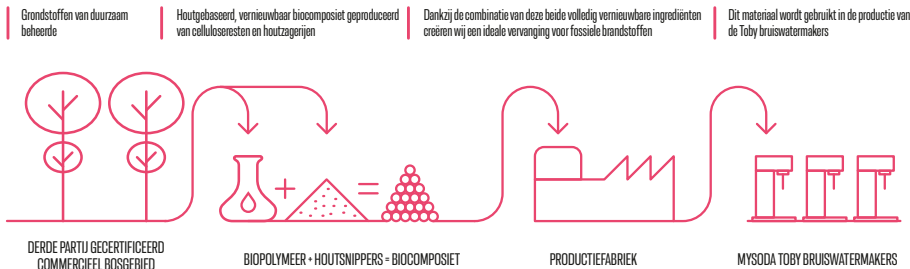 Grondstoffen van duurzaam
beheerde
Houtgebaseerd, vernieuwbaar biocomposiet geproduceerd
van celluloseresten en houtzagerijen
Dankzij de combinatie van deze beide volledig vernieuwbare ingrediënten
creëren wij een ideale vervanging voor fossiele brandstoffen
Dit materiaal wordt gebruikt in de productie van
de Toby bruiswatermakers
DERDE PARTIJ GECERTIFICEERD
COMMERCIEEL BOSGEBIED
BIOPOLYMEER + HOUTSNIPPERS = BIOCOMPOSIET
PRODUCTIEFABRIEK
MYSODA TOBY BRUISWATERMAKERS